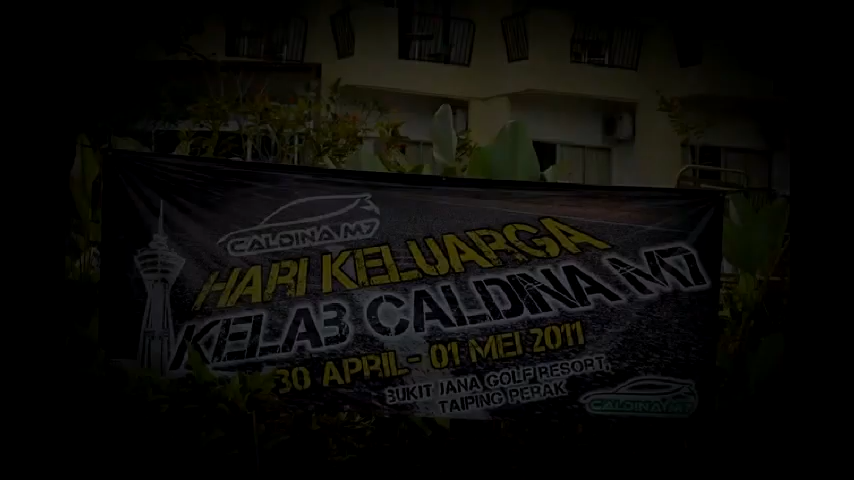 CALDINA M7
HARI KELUARGA
KELAB CALDINA M7
30 APRIL - 01 MEI 2011
BUKIT JANA GOLF RESORT,
TAIPING PERAK
CALDINA M7